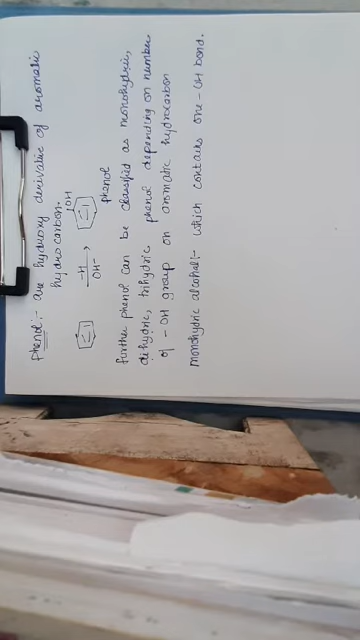 Phenol:- are hydroxy derivative of aromatic
hydrocarbon.
-H
OH-
OH
phenol
further phenol can be classified as monohydric,
dihydric, trihydric phenol depending on number
of -OH group on aromatic hydrocarbon
monohydric alcohol:- which contains one -OH bond.